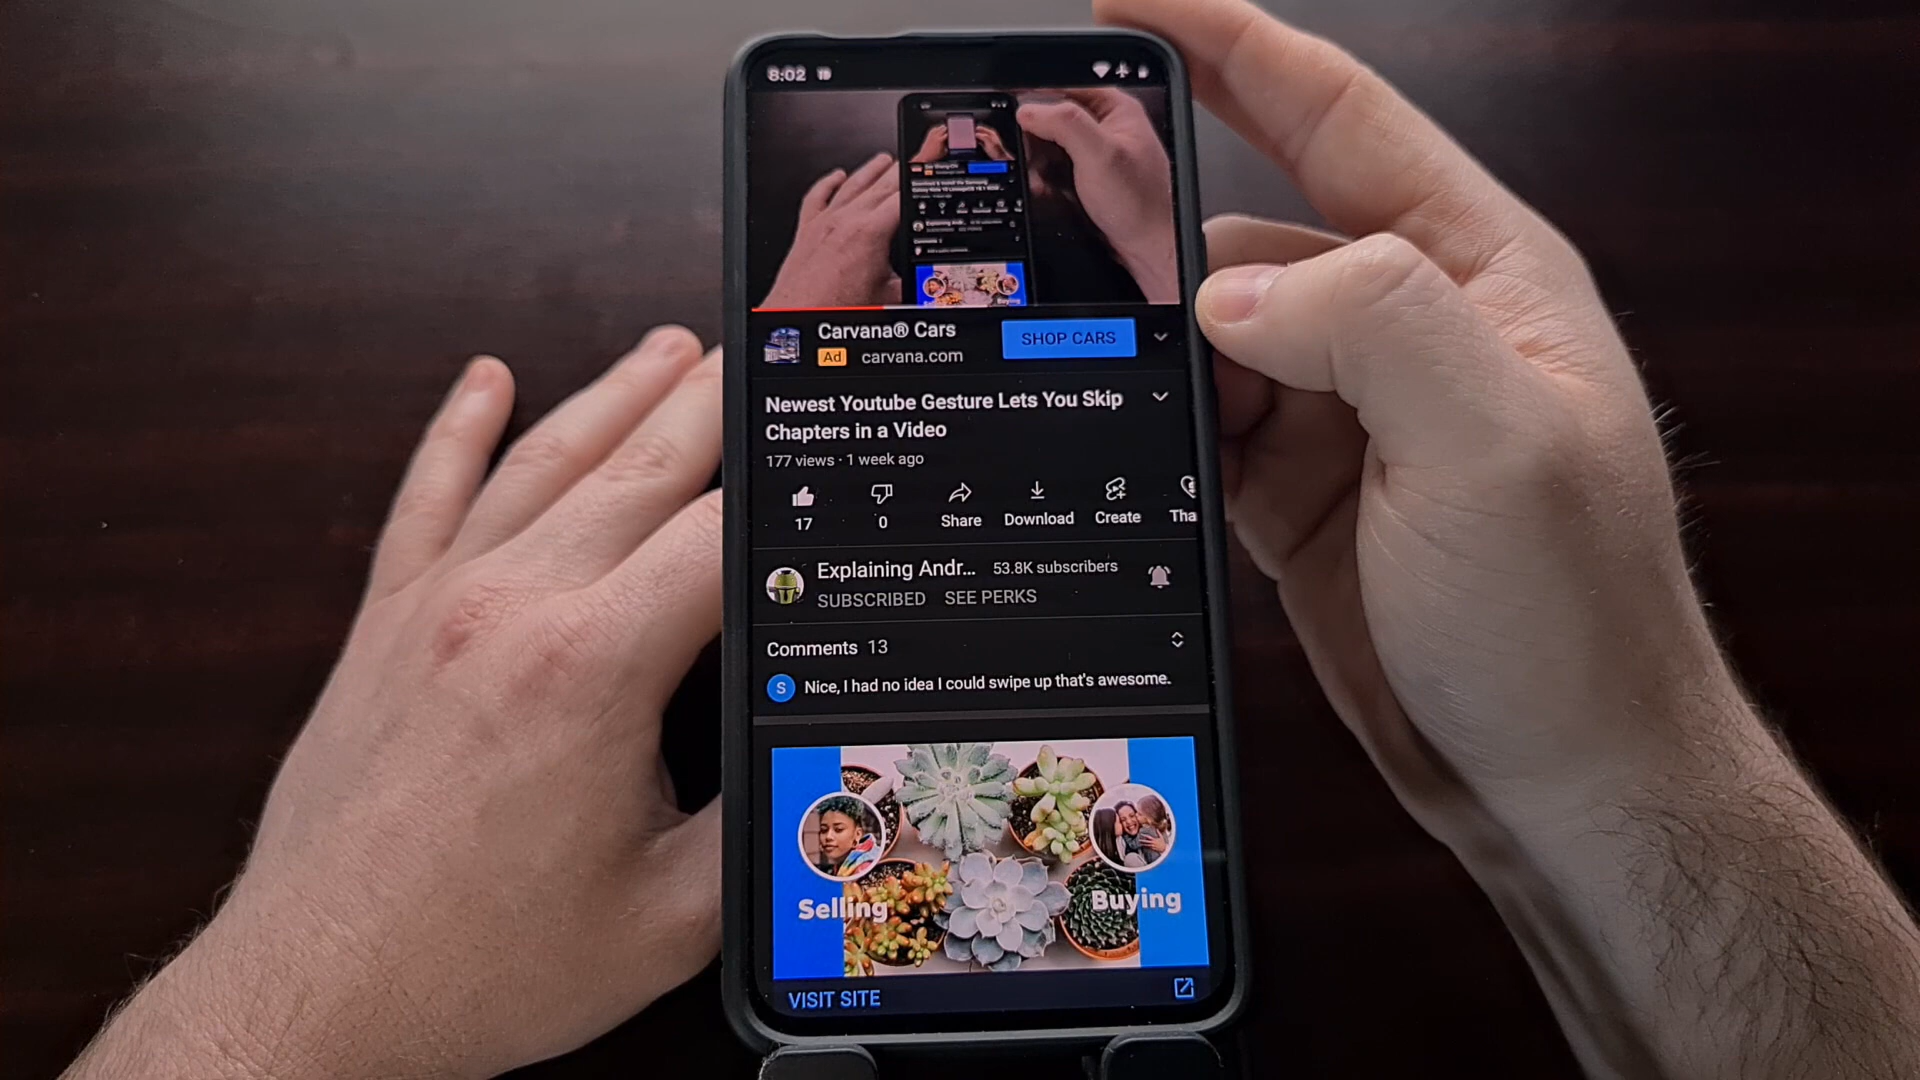 8:02
Carvana® Cars
SHOP CARS
Ad carvana.com
Newest Youtube Gesture Lets You Skip
Chapters in a Video
177 views · 1 week ago
17 0 Share Download Create Tha
Explaining Andr... 53.8K subscribers
SUBSCRIBED SEE PERKS
Comments 13
S Nice, I had no idea I could swipe up that's awesome.
Selling Buying
VISIT SITE